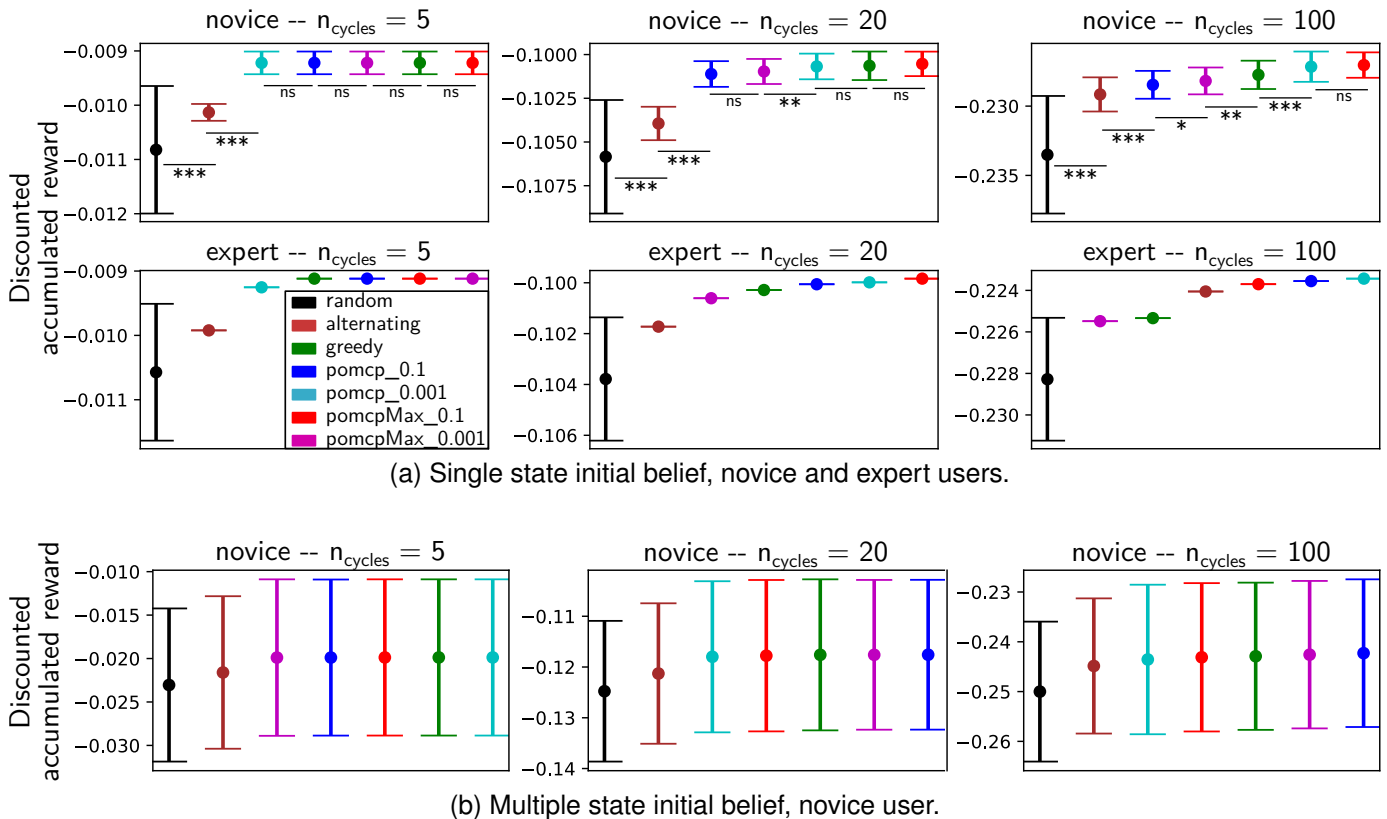 novice -- n_cycles = 5
novice -- n_cycles = 20
novice -- n_cycles = 100
Discounted
accumulated reward
−0.009
−0.010
−0.011
−0.012
***
***
ns
ns
ns
ns
−0.1000
−0.1025
−0.1050
−0.1075
***
***
ns
**
ns
ns
−0.230
−0.235
***
***
*
**
***
ns
expert -- n_cycles = 5
expert -- n_cycles = 20
expert -- n_cycles = 100
−0.009
−0.010
−0.011
random
alternating
greedy
pomcp_0.1
pomcp_0.001
pomcpMax_0.1
pomcpMax_0.001
−0.100
−0.102
−0.104
−0.106
−0.224
−0.226
−0.228
−0.230
(a) Single state initial belief, novice and expert users.
novice -- n_cycles = 5
novice -- n_cycles = 20
novice -- n_cycles = 100
Discounted
accumulated reward
−0.010
−0.015
−0.020
−0.025
−0.030
−0.11
−0.12
−0.13
−0.14
−0.23
−0.24
−0.25
−0.26
(b) Multiple state initial belief, novice user.